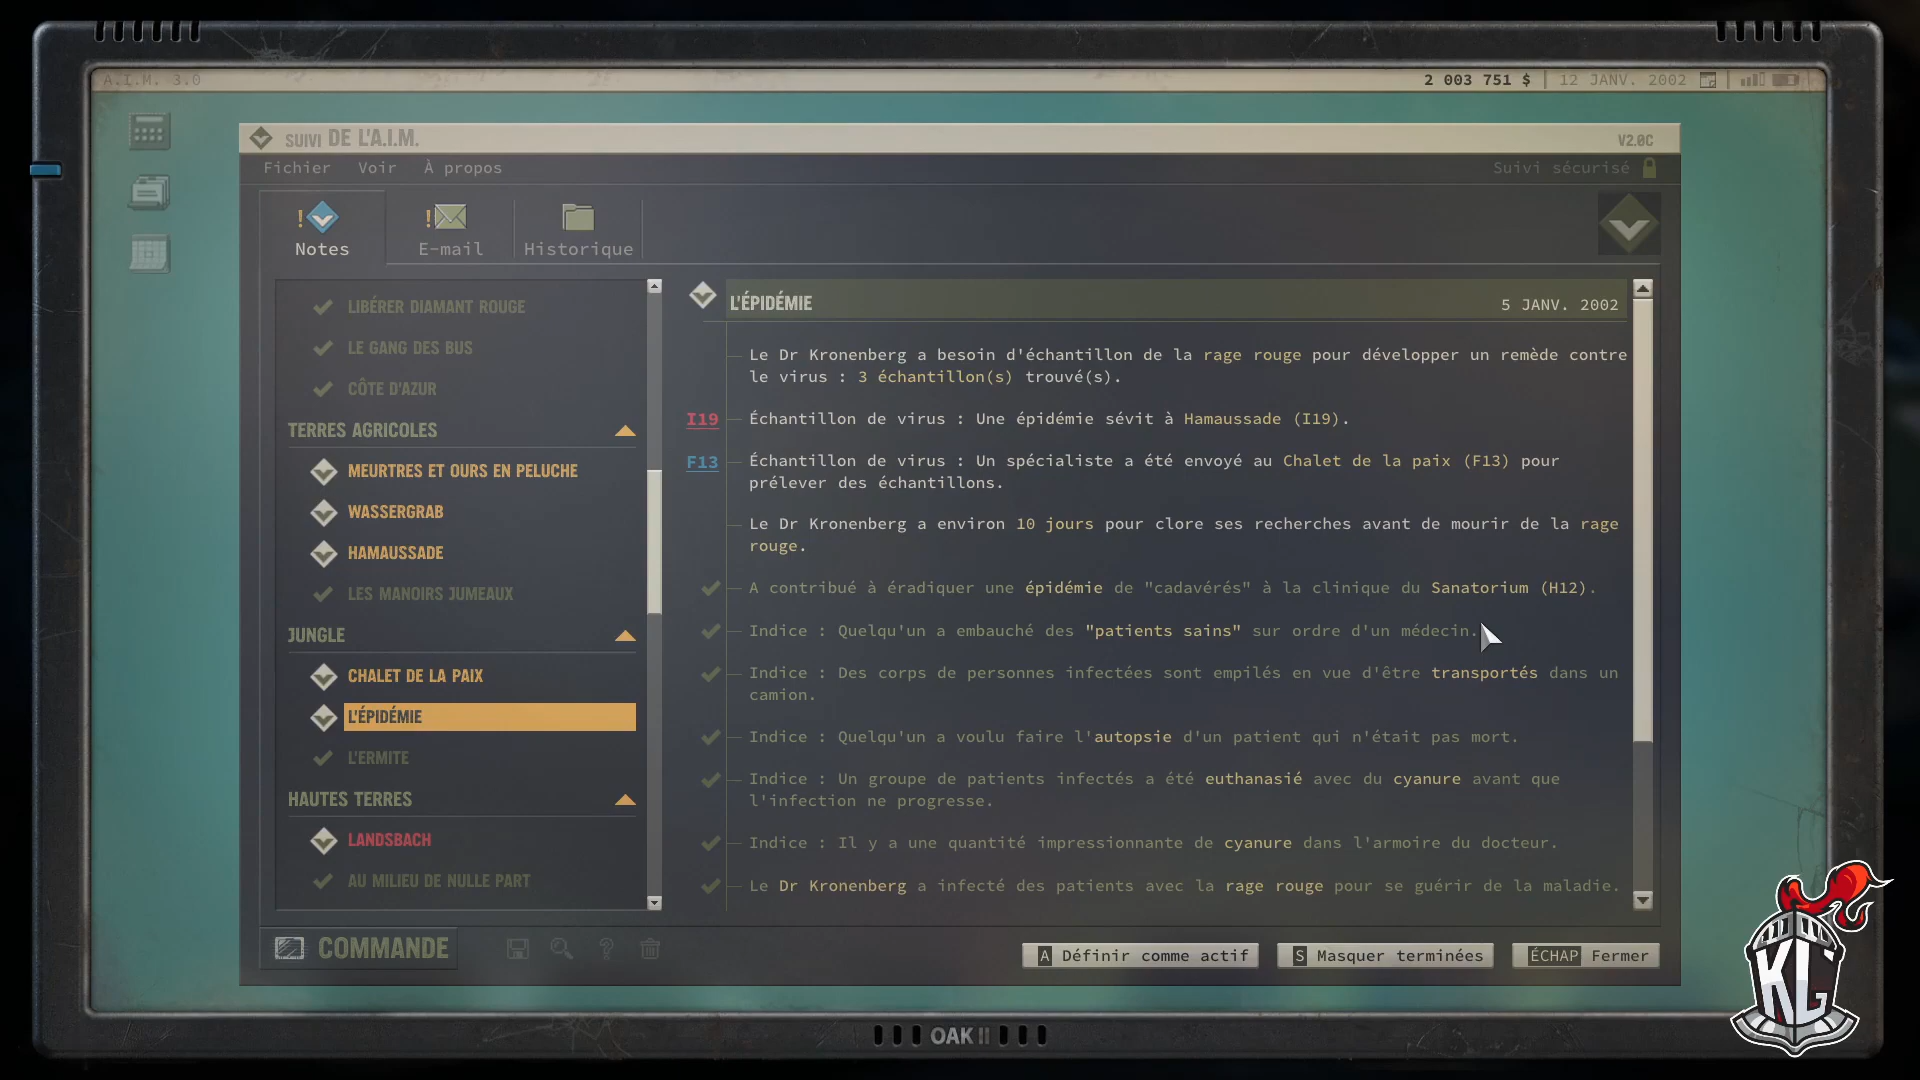 A.I.M. 3.0
2 003 751 $
12 JANV. 2002
SUIVI DE L'A.I.M.
V2.0C
Fichier Voir À propos
Suivi sécurisé
! Notes
! E-mail
Historique
LIBÉRER DIAMANT ROUGE
LE GANG DES BUS
CÔTE D'AZUR
TERRES AGRICOLES
MEURTRES ET OURS EN PELUCHE
WASSERGRAB
HAMAUSSADE
LES MANOIRS JUMEAUX
JUNGLE
CHALET DE LA PAIX
L'ÉPIDÉMIE
L'ERMITE
HAUTES TERRES
LANDSBACH
AU MILIEU DE NULLE PART
L'ÉPIDÉMIE
5 JANV. 2002
Le Dr Kronenberg a besoin d'échantillon de la rage rouge pour développer un remède contre
le virus : 3 échantillon(s) trouvé(s).
I19 Échantillon de virus : Une épidémie sévit à Hamaussade (I19).
F13 Échantillon de virus : Un spécialiste a été envoyé au Chalet de la paix (F13) pour
prélever des échantillons.
Le Dr Kronenberg a environ 10 jours pour clore ses recherches avant de mourir de la rage
rouge.
A contribué à éradiquer une épidémie de "cadavérés" à la clinique du Sanatorium (H12).
Indice : Quelqu'un a embauché des "patients sains" sur ordre d'un médecin.
Indice : Des corps de personnes infectées sont empilés en vue d'être transportés dans un
camion.
Indice : Quelqu'un a voulu faire l'autopsie d'un patient qui n'était pas mort.
Indice : Un groupe de patients infectés a été euthanasié avec du cyanure avant que
l'infection ne progresse.
Indice : Il y a une quantité impressionnante de cyanure dans l'armoire du docteur.
Le Dr Kronenberg a infecté des patients avec la rage rouge pour se guérir de la maladie.
COMMANDE
?
A Définir comme actif
S Masquer terminées
ÉCHAP Fermer
OAK II
KG